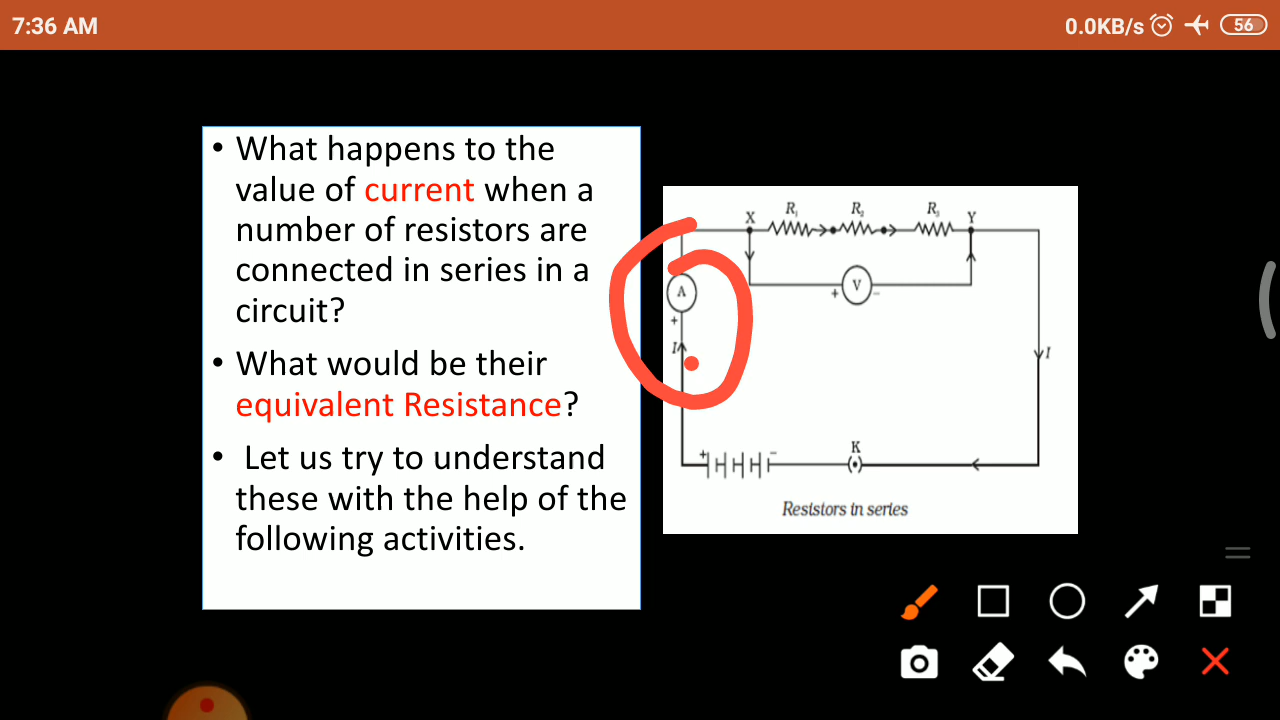 7:36 AM
0.0KB/s
56
• What happens to the
value of current when a
number of resistors are
connected in series in a
circuit?
• What would be their
equivalent Resistance?
• Let us try to understand
these with the help of the
following activities.
X R₁ R₂ R₃ Y
A
+ V −
+
I
I
K
+ −
Resistors in series